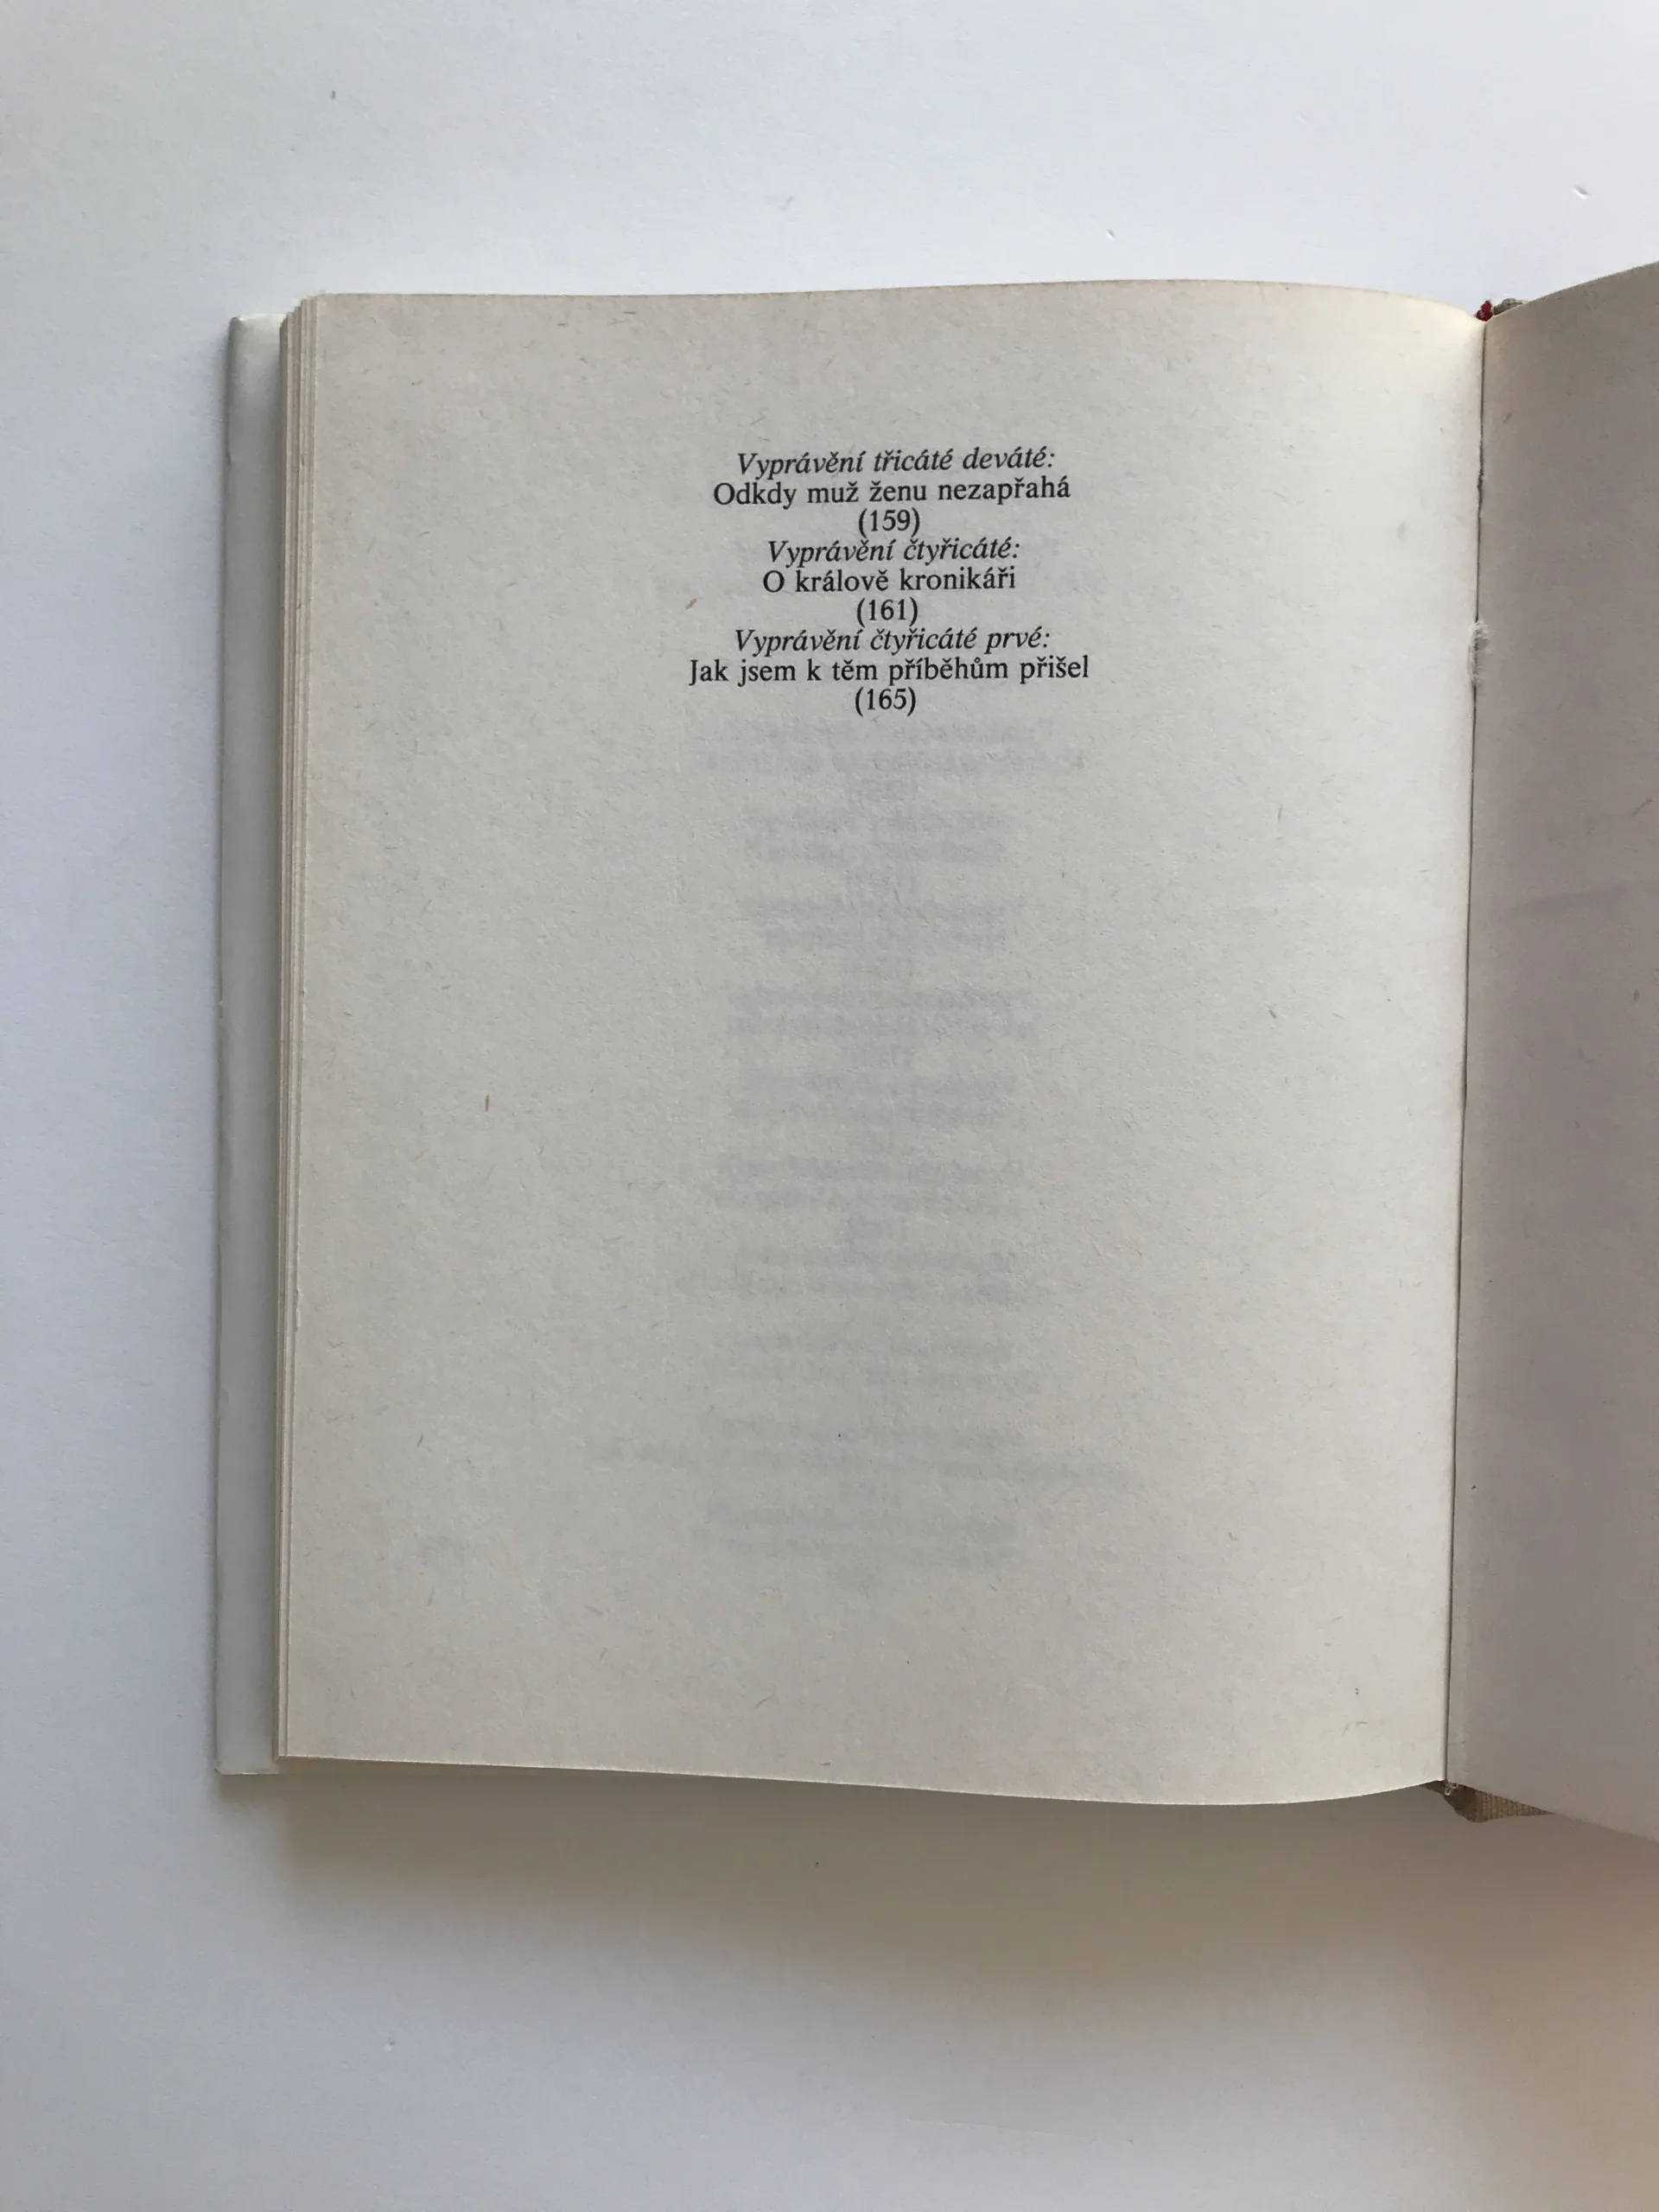 Vyprávění třicáté deváté:
Odkdy muž ženu nezapřahá
(159)
Vyprávění čtyřicáté:
O králově kronikáři
(161)
Vyprávění čtyřicáté prvé:
Jak jsem k těm příběhům přišel
(165)